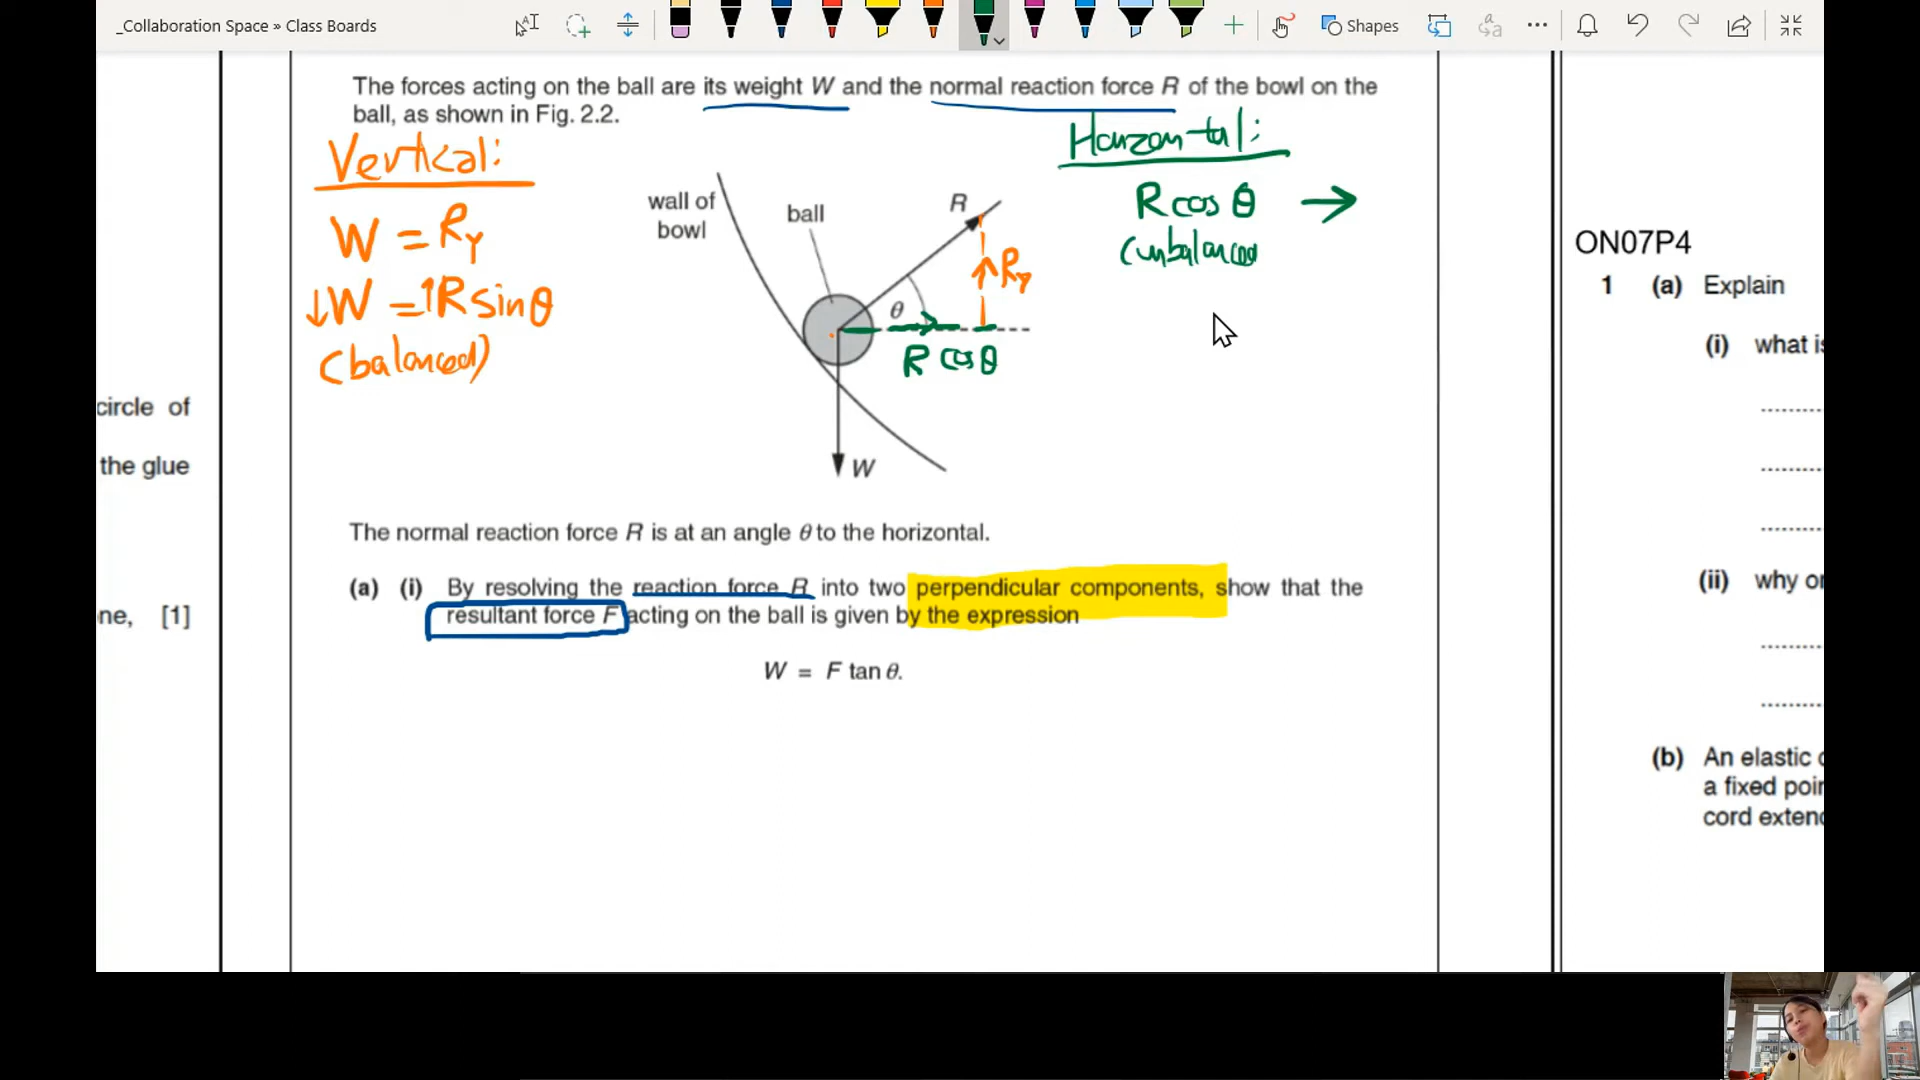 _Collaboration Space » Class Boards
Shapes
The forces acting on the ball are its weight W and the normal reaction force R of the bowl on the
ball, as shown in Fig. 2.2.
Vertical:
W = Ry
↓W = ↑R sin θ
(balanced)
Horizontal:
R cos θ →
(unbalanced
wall of
bowl
ball
R
θ
Ry
R cos θ
W
The normal reaction force R is at an angle θ to the horizontal.
(a) (i) By resolving the reaction force R into two perpendicular components, show that the
resultant force F acting on the ball is given by the expression
W = F tan θ.
circle of
the glue
ne, [1]
ON07P4
1 (a) Explain
(i) what is
(ii) why
(b) An elastic
a fixed
cord